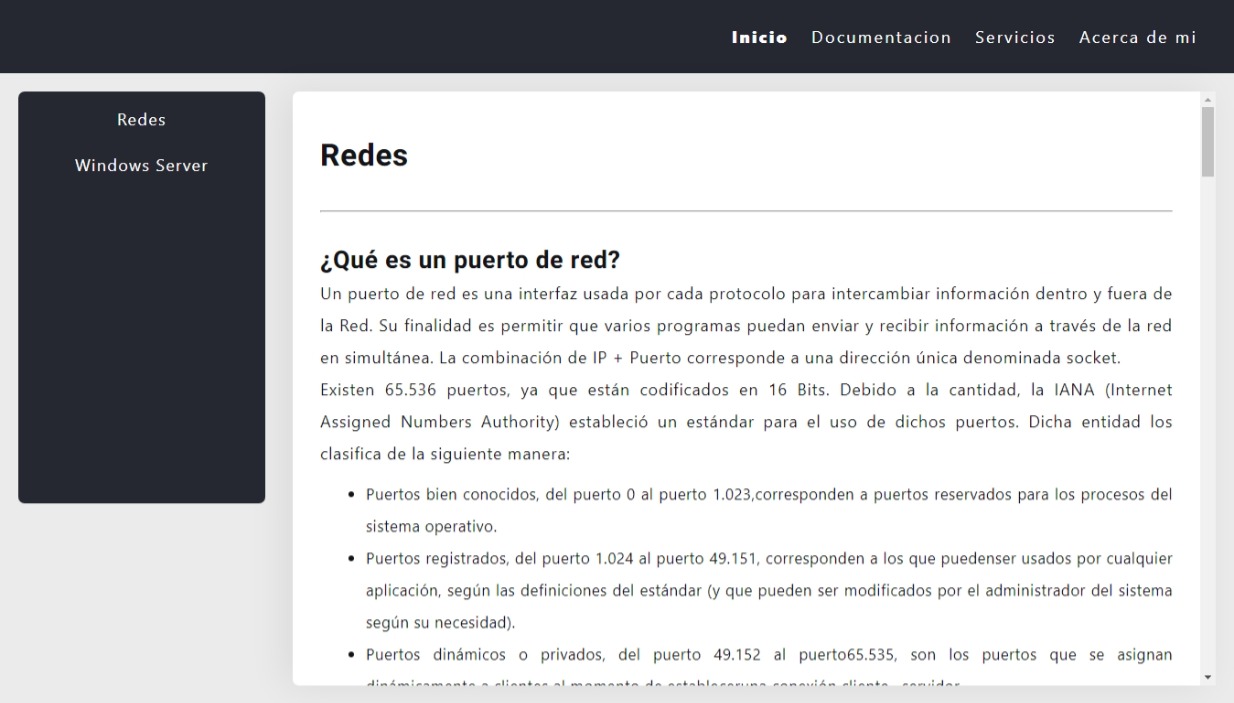 Inicio Documentacion Servicios Acerca de mi
Redes
Windows Server
Redes
¿Qué es un puerto de red?
Un puerto de red es una interfaz usada por cada protocolo para intercambiar información dentro y fuera de
la Red. Su finalidad es permitir que varios programas puedan enviar y recibir información a través de la red
en simultánea. La combinación de IP + Puerto corresponde a una dirección única denominada socket.
Existen 65.536 puertos, ya que están codificados en 16 Bits. Debido a la cantidad, la IANA (Internet
Assigned Numbers Authority) estableció un estándar para el uso de dichos puertos. Dicha entidad los
clasifica de la siguiente manera:
Puertos bien conocidos, del puerto 0 al puerto 1.023,corresponden a puertos reservados para los procesos del
sistema operativo.
Puertos registrados, del puerto 1.024 al puerto 49.151, corresponden a los que puedenser usados por cualquier
aplicación, según las definiciones del estándar (y que pueden ser modificados por el administrador del sistema
según su necesidad).
Puertos dinámicos o privados, del puerto 49.152 al puerto65.535, son los puertos que se asignan
dinámicamente a clientes al momento de estableceruna conexión cliente